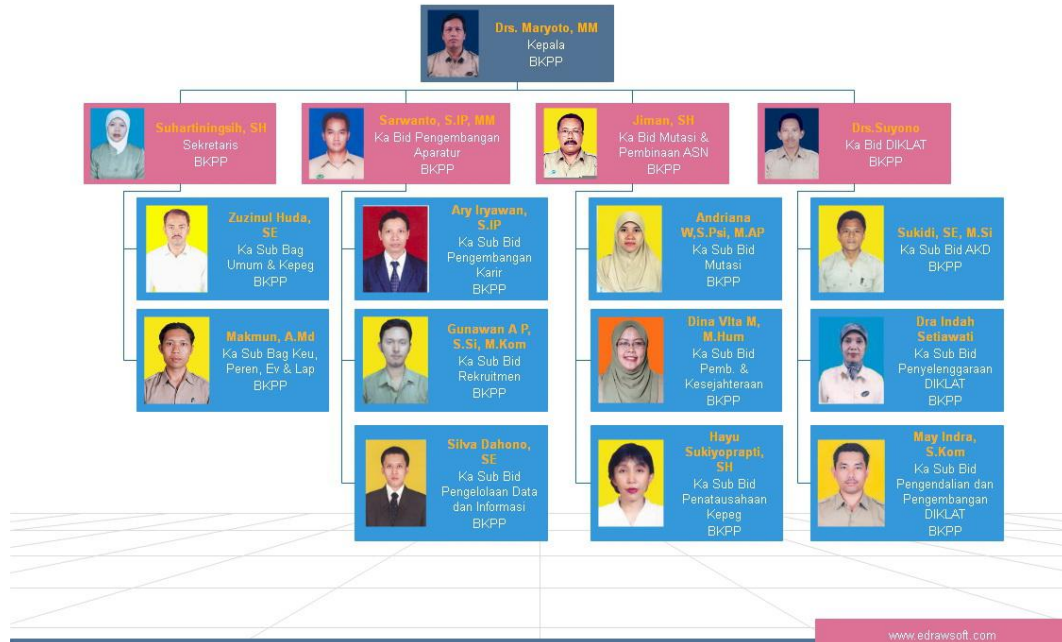 Drs. Maryoto, MM
Kepala
BKPP
Suhartiningsih, SH
Sekretaris
BKPP
Sarwanto, S.IP, MM
Ka Bid Pengembangan
Aparatur
BKPP
Jiman, SH
Ka Bid Mutasi &
Pembinaan ASN
BKPP
Drs.Suyono
Ka Bid DIKLAT
BKPP
Zuzinul Huda,
SE
Ka Sub Bag
Umum & Kepeg
BKPP
Makmun, A.Md
Ka Sub Bag Keu,
Peren, Ev & Lap
BKPP
Ary Iryawan,
S.IP
Ka Sub Bid
Pengembangan
Karir
BKPP
Gunawan A P,
S.Si, M.Kom
Ka Sub Bid
Rekruitmen
BKPP
Silva Dahono,
SE
Ka Sub Bid
Pengelolaan Data
dan Informasi
BKPP
Andriana
W,S.Psi, M.AP
Ka Sub Bid
Mutasi
BKPP
Dina Vita M,
M.Hum
Ka Sub Bid
Pemb. &
Kesejahteraan
BKPP
Hayu
Sukiyoprapti,
SH
Ka Sub Bid
Penatausahaan
Kepeg
BKPP
Sukidi, SE, M.Si
Ka Sub Bid AKD
BKPP
Dra Indah
Setiawati
Ka Sub Bid
Penyelenggaraan
DIKLAT
BKPP
May Indra,
S.Kom
Ka Sub Bid
Pengendalian dan
Pengembangan
DIKLAT
BKPP
www.edrawsoft.com